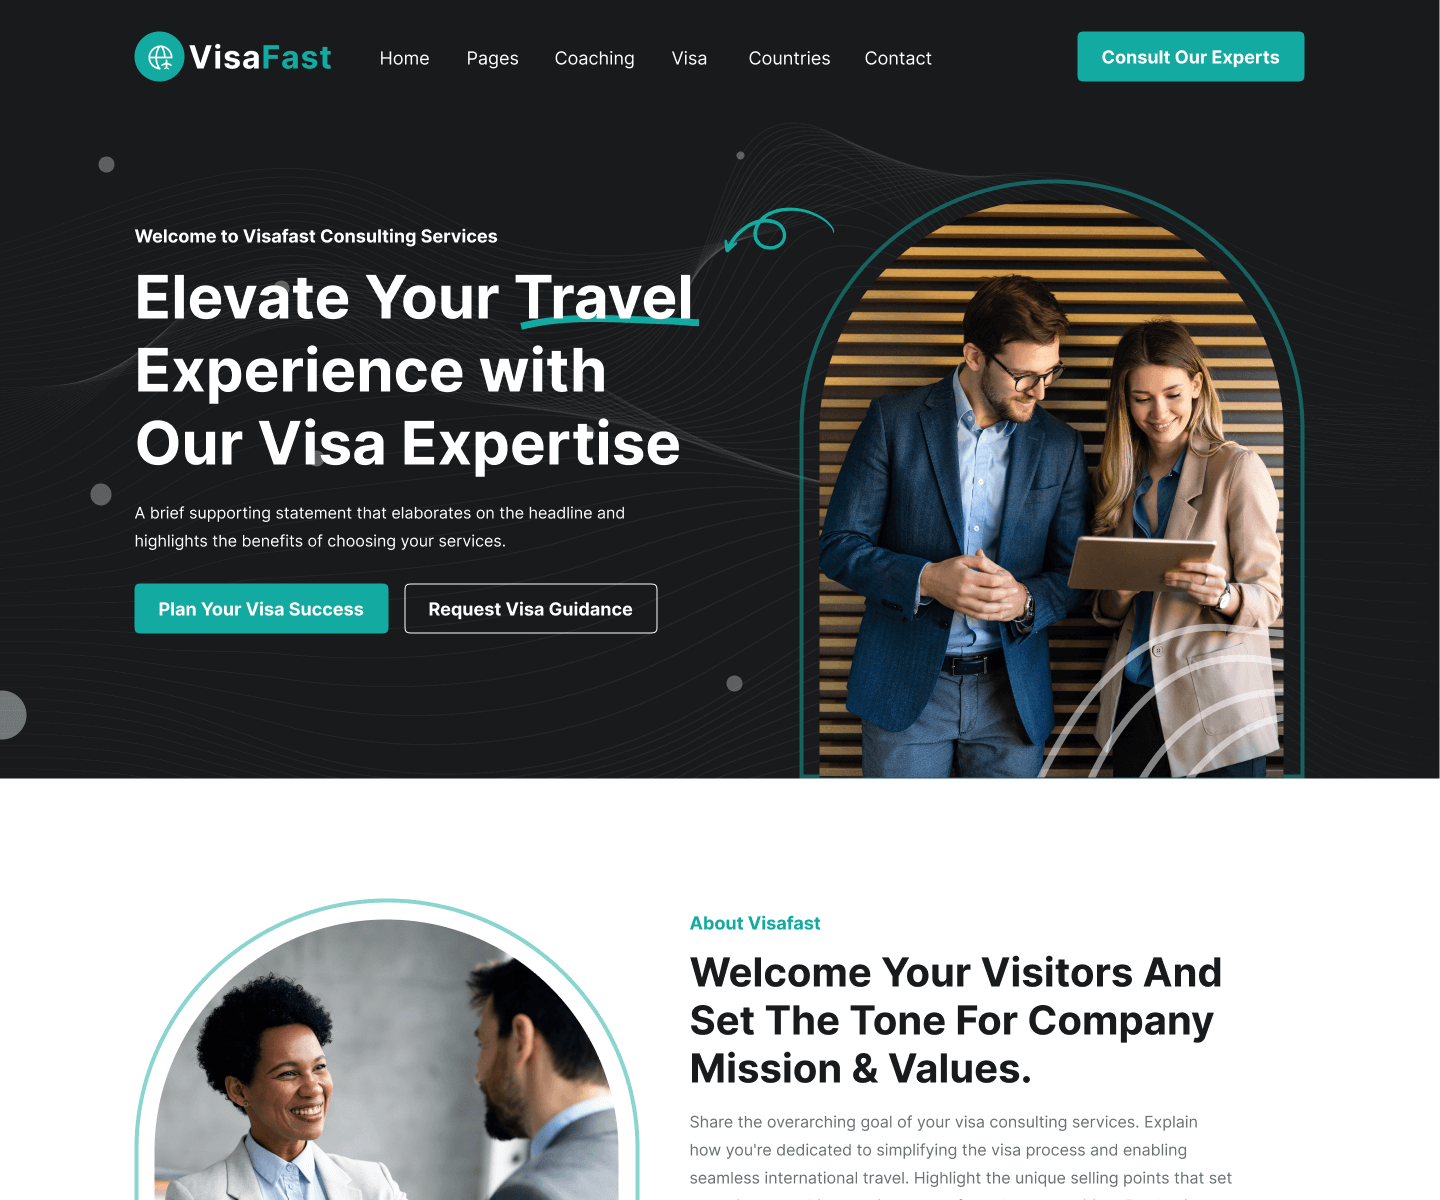 VisaFast
Home Pages Coaching Visa Countries Contact
Consult Our Experts
Welcome to Visafast Consulting Services
Elevate Your Travel
Experience with
Our Visa Expertise
A brief supporting statement that elaborates on the headline and
highlights the benefits of choosing your services.
Plan Your Visa Success
Request Visa Guidance
About Visafast
Welcome Your Visitors And
Set The Tone For Company
Mission & Values.
Share the overarching goal of your visa consulting services. Explain
how you're dedicated to simplifying the visa process and enabling
seamless international travel. Highlight the unique selling points that set